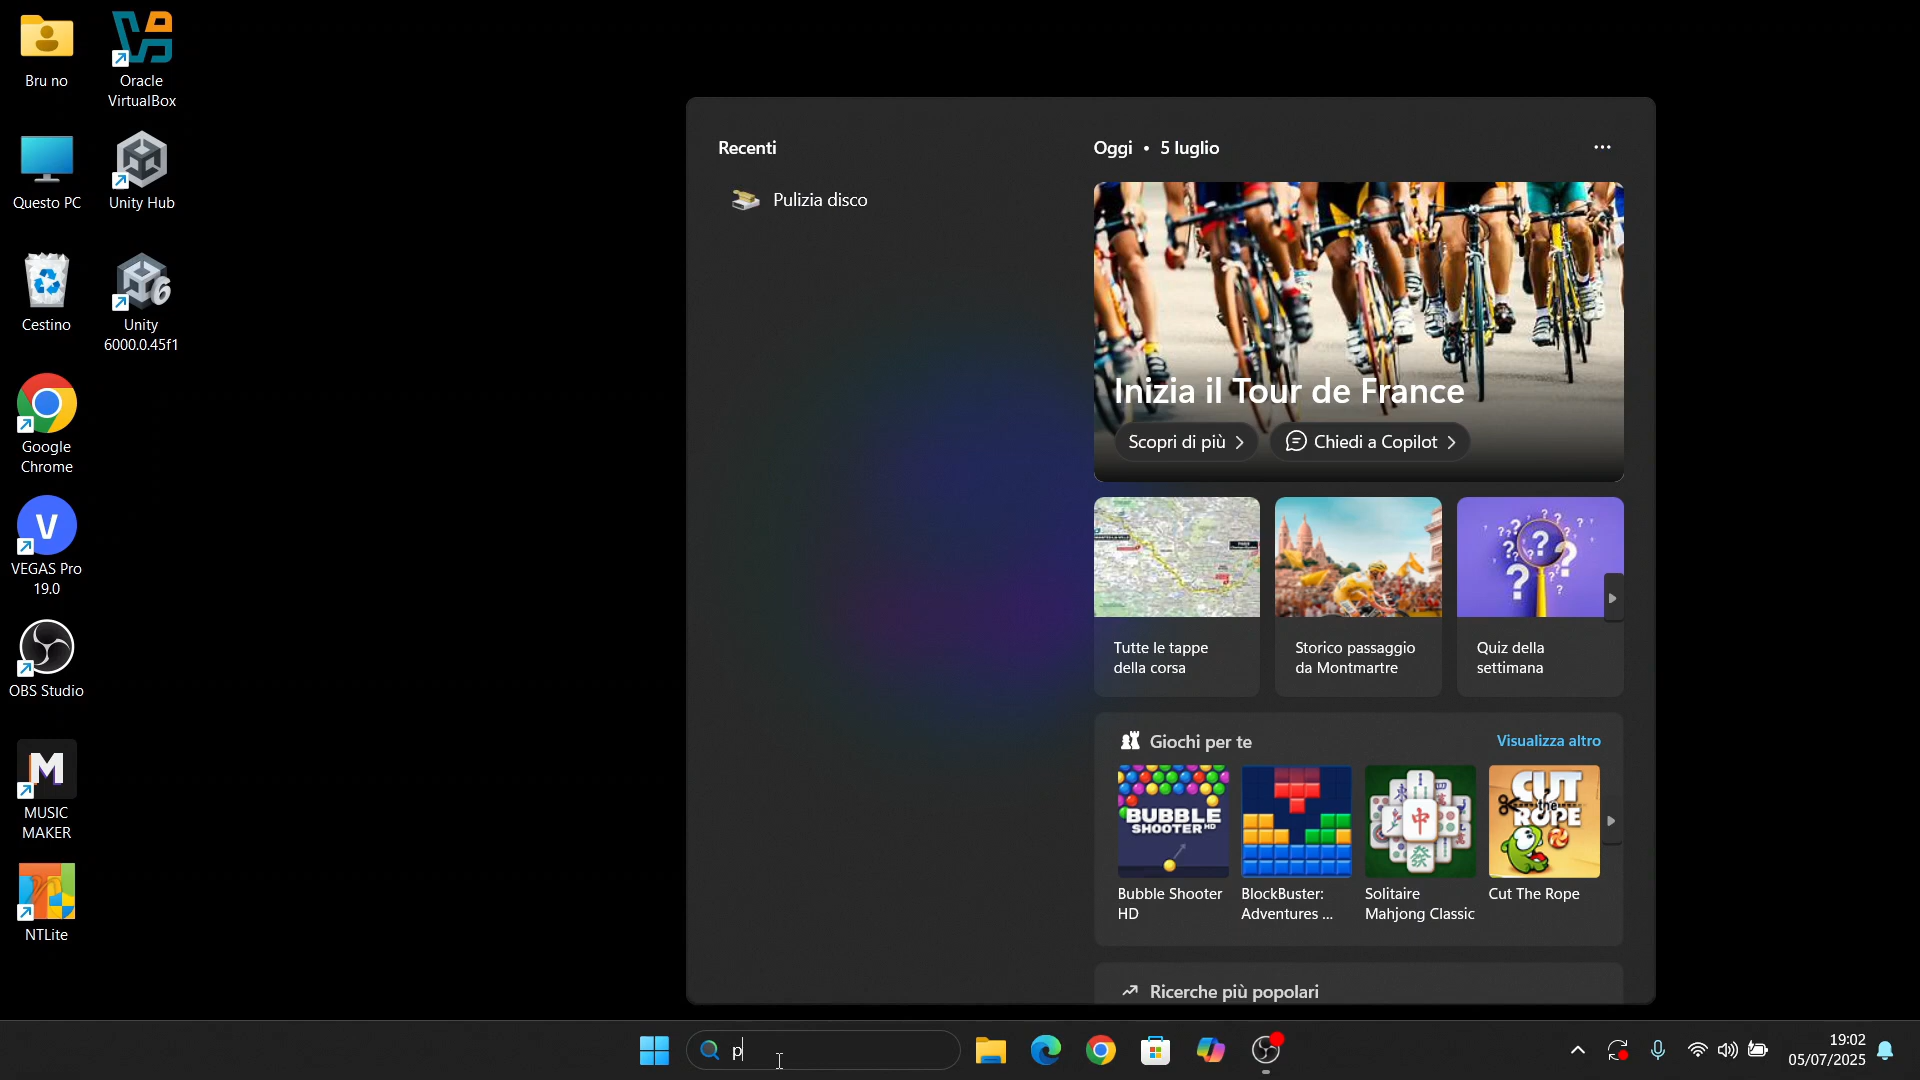 Bru no
Oracle
VirtualBox
Questo PC
Unity Hub
Cestino
Unity
6000.0.45f1
Google
Chrome
VEGAS Pro
19.0
OBS Studio
MUSIC
MAKER
NTLite
Recenti
Pulizia disco
Oggi • 5 luglio
Inizia il Tour de France
Scopri di più
Chiedi a Copilot
Tutte le tappe
della corsa
Storico passaggio
da Montmartre
Quiz della
settimana
Giochi per te
Visualizza altro
BUBBLE
SHOOTER HD
CUT
the
ROPE
Bubble Shooter
HD
BlockBuster:
Adventures ...
Solitaire
Mahjong Classic
Cut The Rope
Ricerche più popolari
p
19:02
05/07/2025